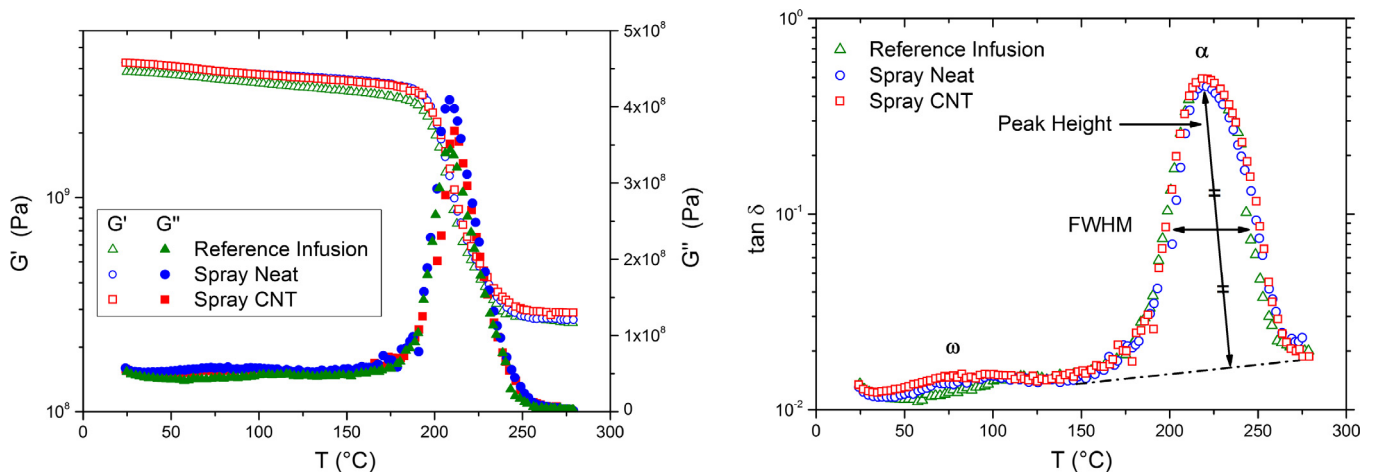 5x10⁸
4x10⁸
3x10⁸
2x10⁸
1x10⁸
0
10⁹
10⁸
G' (Pa)
G'' (Pa)
G' G''
Reference Infusion
Spray Neat
Spray CNT
0 50 100 150 200 250 300
T (°C)
10⁰
10⁻¹
10⁻²
tan δ
Reference Infusion
Spray Neat
Spray CNT
α
Peak Height
=
FWHM
=
ω
0 50 100 150 200 250 300
T (°C)